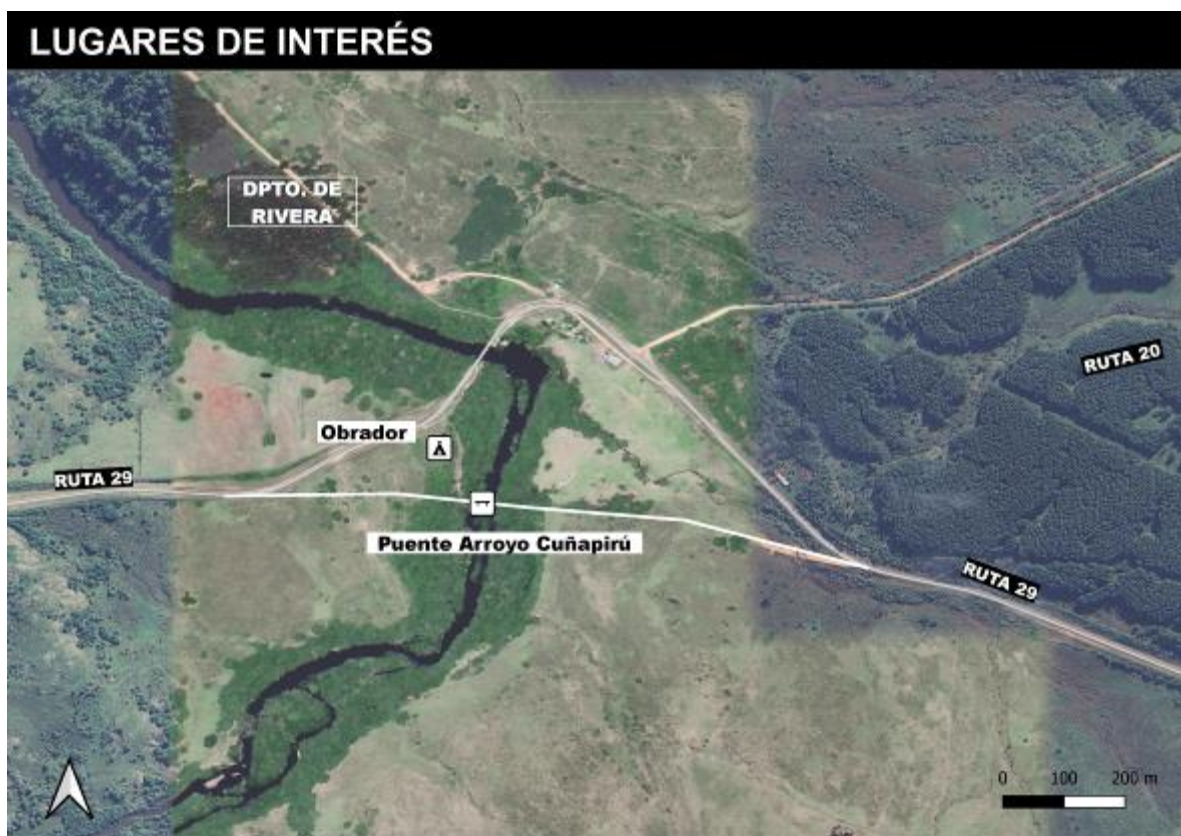 LUGARES DE INTERÉS
DPTO. DE
RIVERA
RUTA 20
Obrador
RUTA 29
Puente Arroyo Cuñapirú
RUTA 29
0 100 200 m